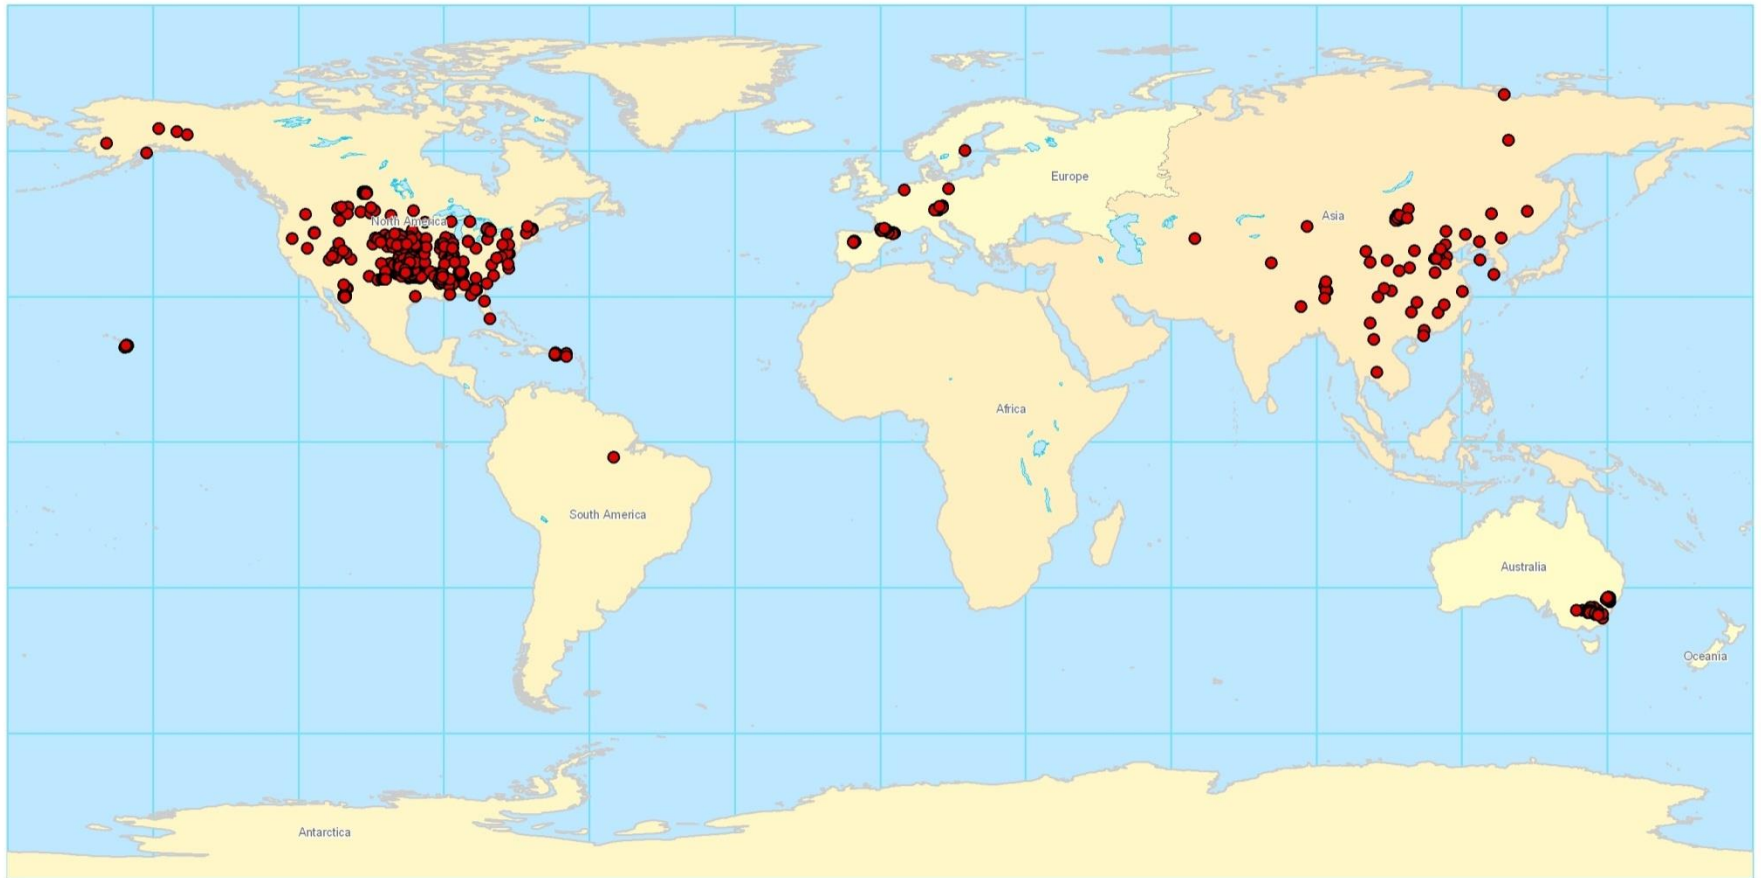 Europe
Asia
North America
Africa
South America
Australia
Oceania
Antarctica